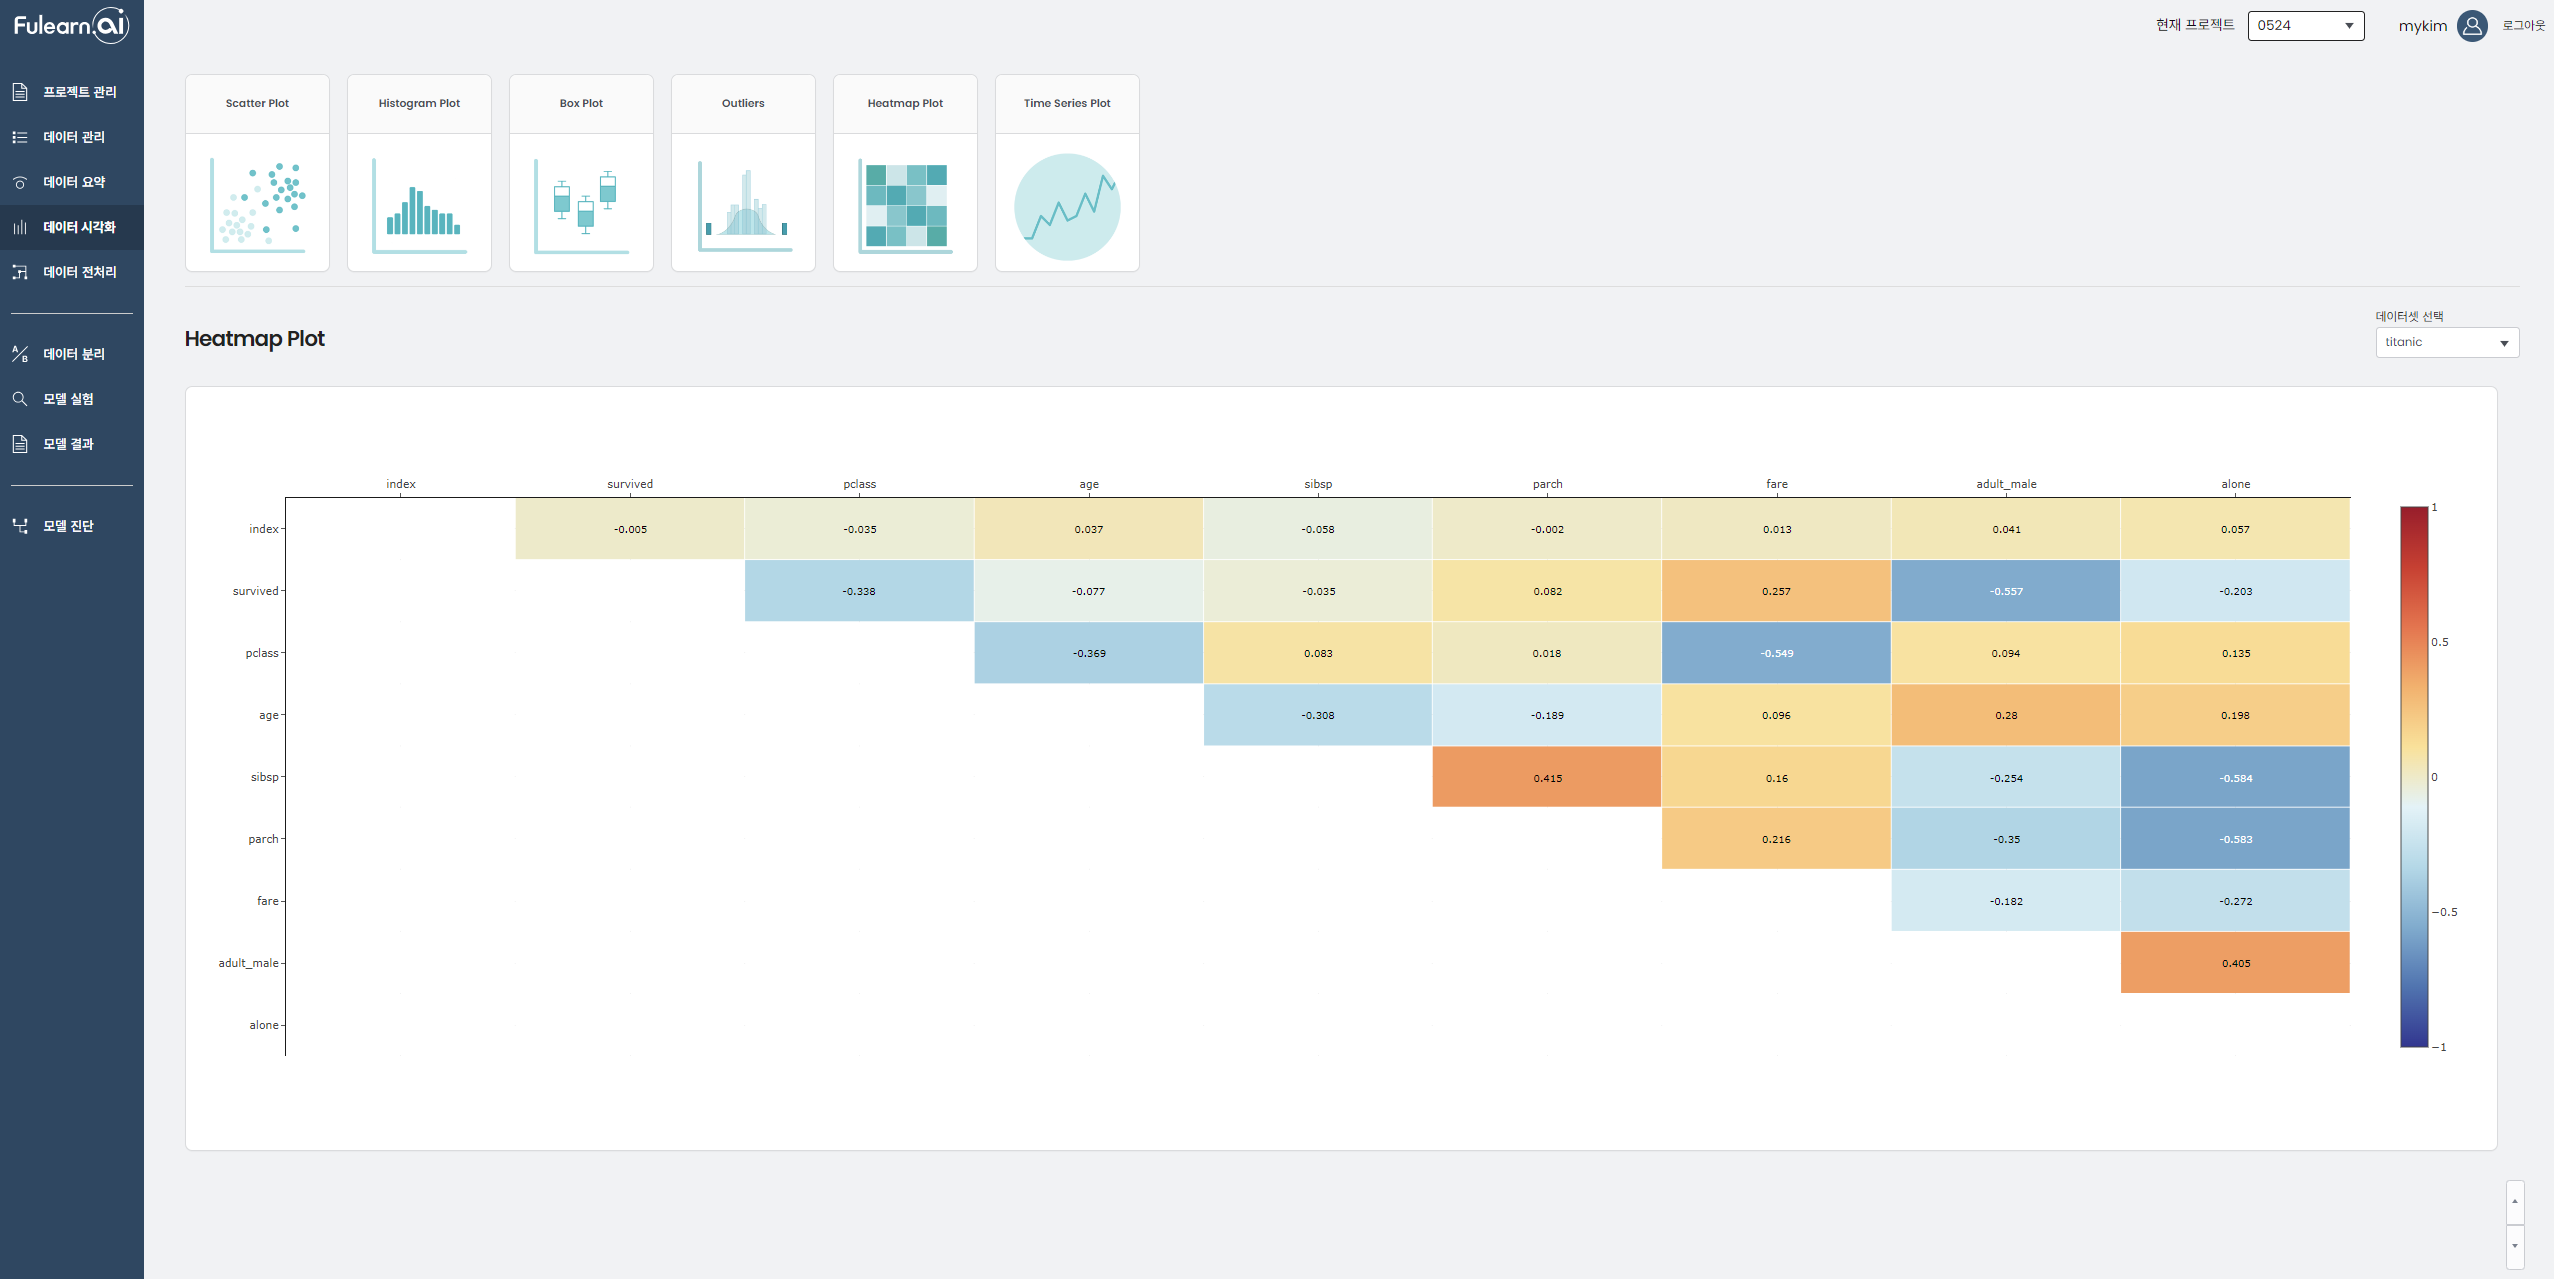 Fulearn.ai
현재 프로젝트 0524 mykim 로그아웃
프로젝트 관리
데이터 관리
데이터 요약
데이터 시각화
데이터 전처리
A/B 데이터 분리
모델 실험
모델 결과
모델 진단
Scatter Plot Histogram Plot Box Plot Outliers Heatmap Plot Time Series Plot
Heatmap Plot
데이터셋 선택
titanic
index survived pclass age sibsp parch fare adult_male alone
index -0.005 -0.035 0.037 -0.058 -0.002 0.013 0.041 0.057
survived -0.338 -0.077 -0.035 0.082 0.257 -0.557 -0.203
pclass -0.369 0.083 0.018 -0.549 0.094 0.135
age -0.308 -0.189 0.096 0.28 0.198
sibsp 0.415 0.16 -0.254 -0.584
parch 0.216 -0.35 -0.583
fare -0.182 -0.272
adult_male 0.405
alone
1
0.5
0
−0.5
−1